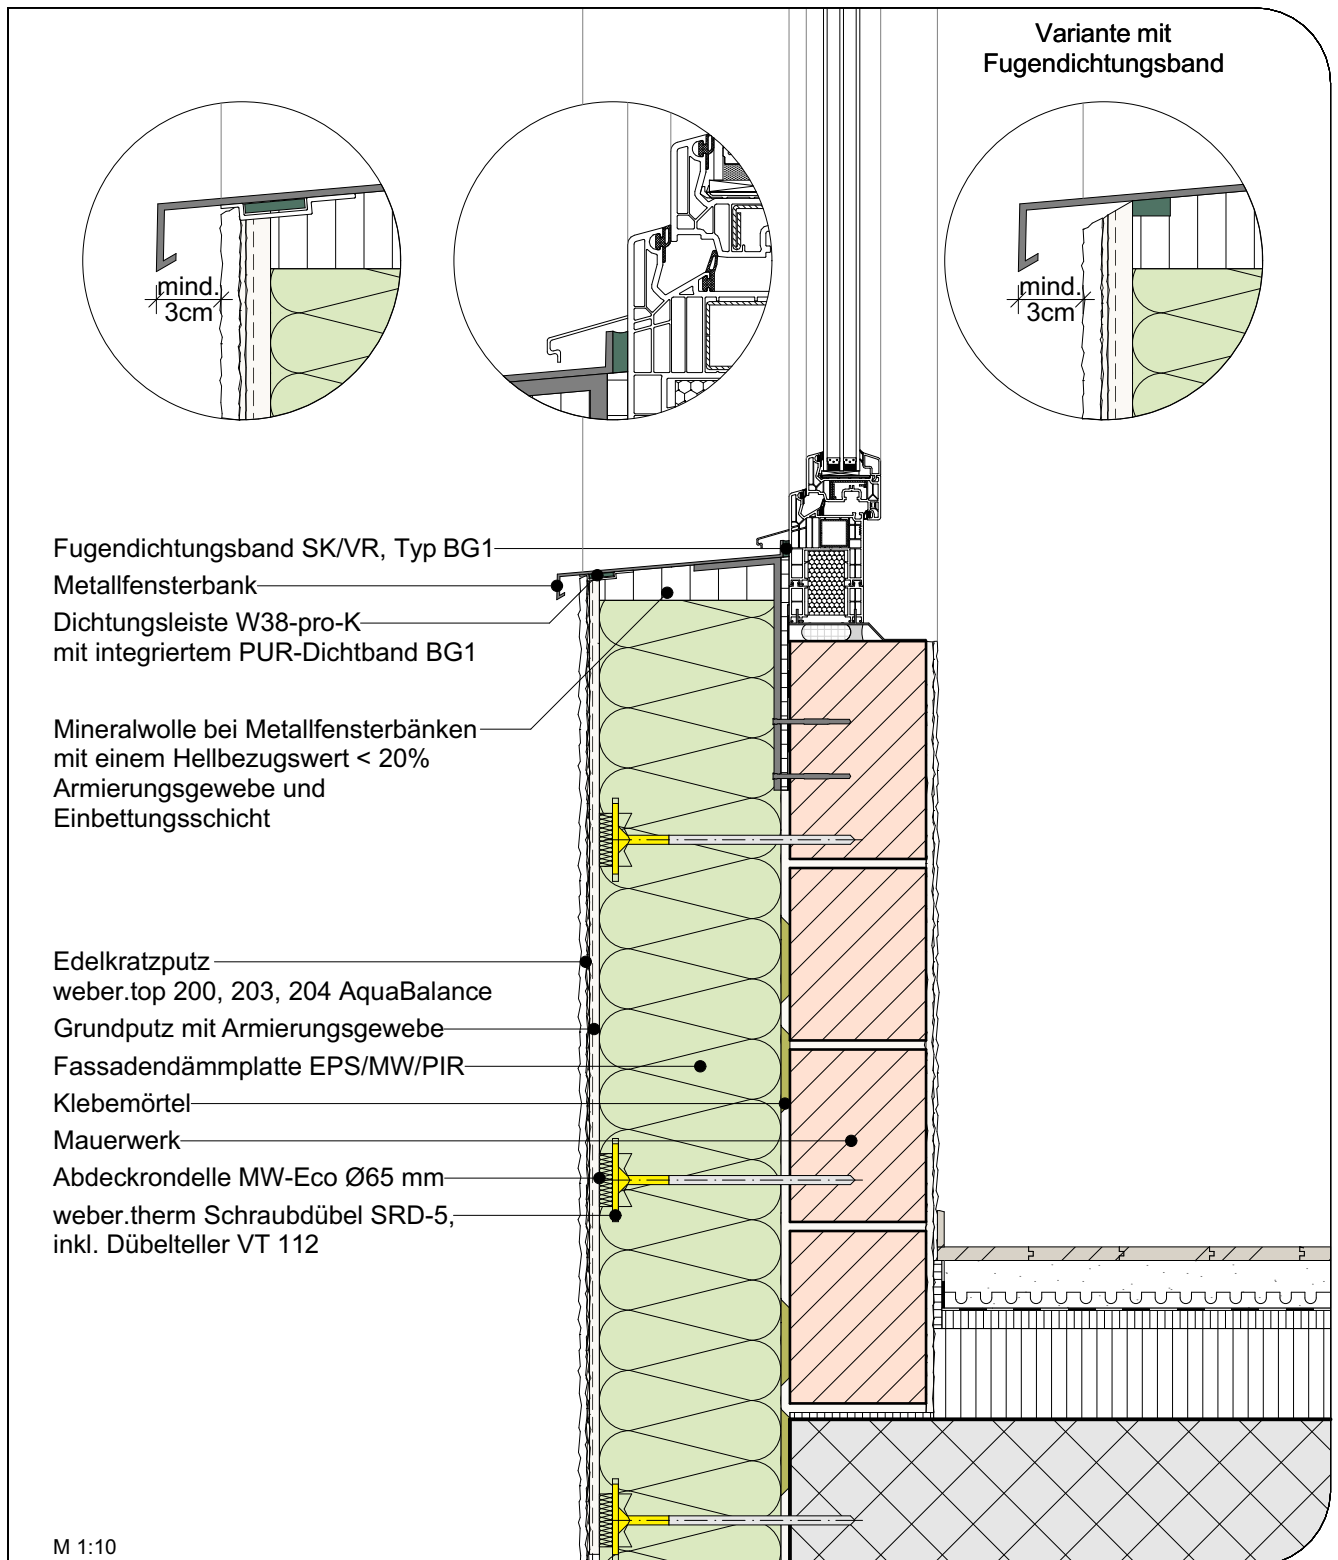 Variante mit
Fugendichtungsband
mind.
3cm
mind.
3cm
Fugendichtungsband SK/VR, Typ BG1
Metallfensterbank
Dichtungsleiste W38-pro-K
mit integriertem PUR-Dichtband BG1
Mineralwolle bei Metallfensterbänken
mit einem Hellbezugswert < 20%
Armierungsgewebe und
Einbettungsschicht
Edelkratzputz
weber.top 200, 203, 204 AquaBalance
Grundputz mit Armierungsgewebe
Fassadendämmplatte EPS/MW/PIR
Klebemörtel
Mauerwerk
Abdeckrondelle MW-Eco Ø65 mm
weber.therm Schraubdübel SRD-5,
inkl. Dübelteller VT 112
M 1:10